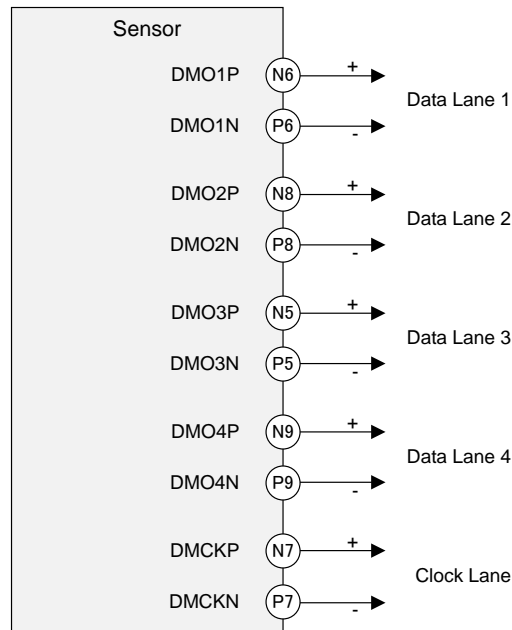 Sensor
DMO1P N6 +
Data Lane 1
DMO1N P6 -
DMO2P N8 +
Data Lane 2
DMO2N P8 -
DMO3P N5 +
Data Lane 3
DMO3N P5 -
DMO4P N9 +
Data Lane 4
DMO4N P9 -
DMCKP N7 +
Clock Lane
DMCKN P7 -